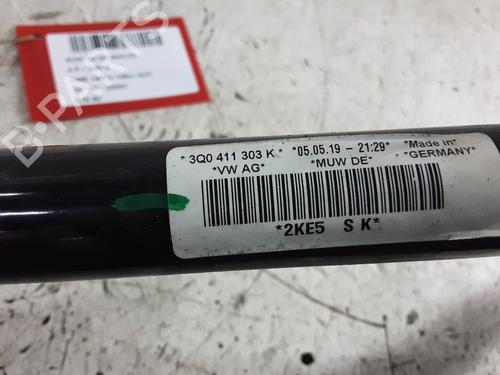 B-PARTS
*3Q0 411 303 K* *05.05.19 - 21:29* *Made in*
*VW AG* *MUW DE* *GERMANY*
*2KE5 S K*